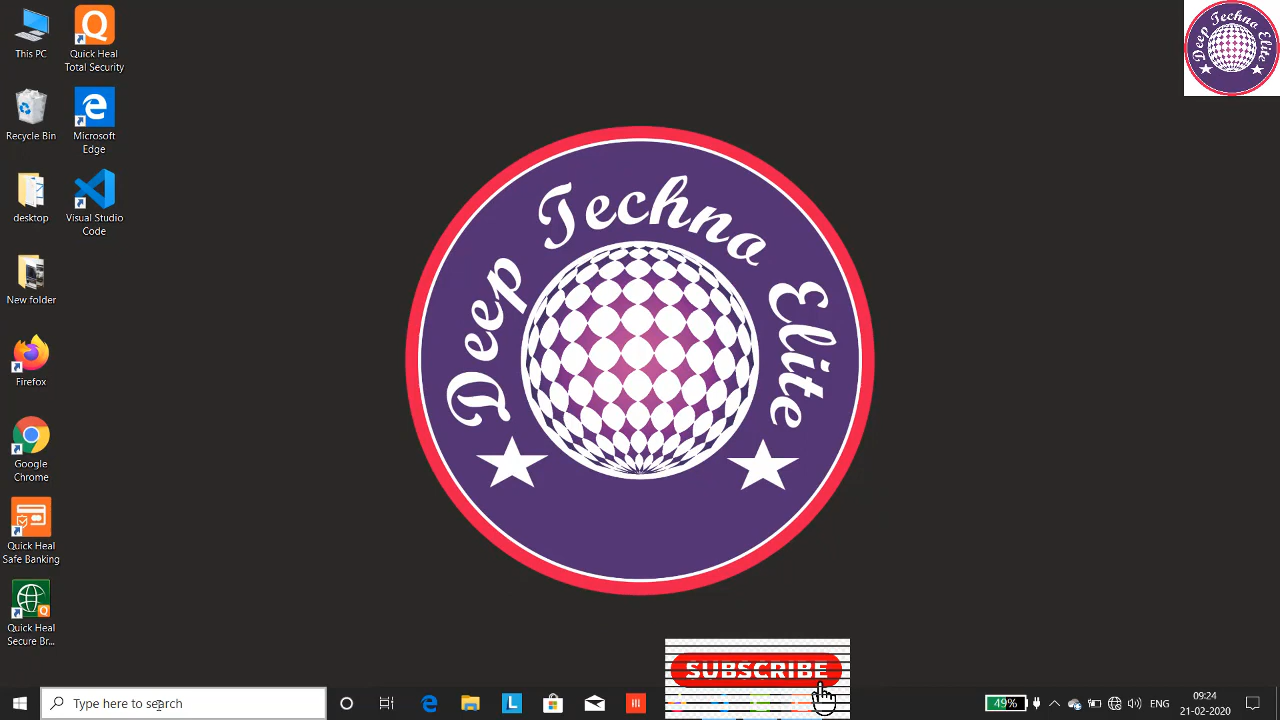 This PC
Quick Heal
Total Security
Recycle Bin
Microsoft
Edge
desktop
Visual Studio
Code
New folder
Firefox
Google
Chrome
Quick Heal
Safe Banking
Quick Heal
Secure Br...
Deep Techno Elite
Deep Techno Elite
SUBSCRIBE
Type here to search
49%
ENG
09:24
21-02-2020